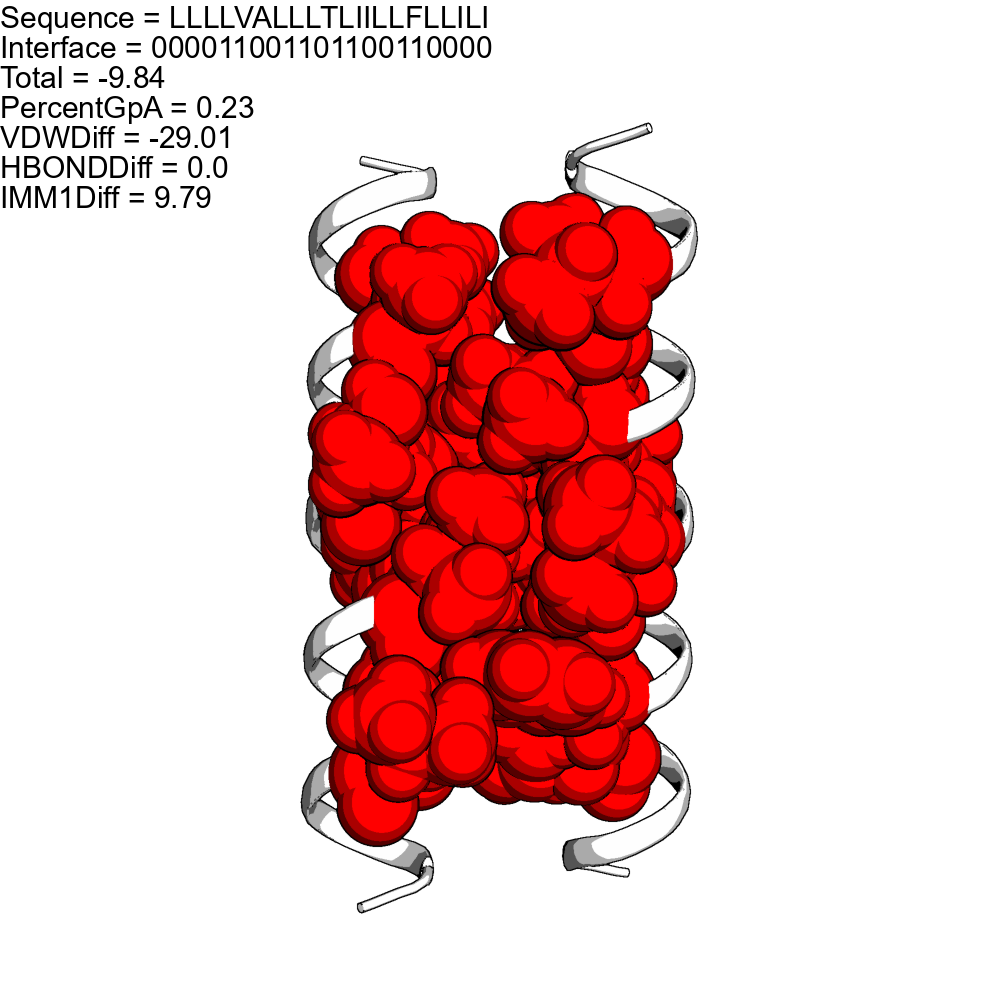 Sequence = LLLLVALLLTLIILLFLLILI
Interface = 000011001101100110000
Total = -9.84
PercentGpA = 0.23
VDWDiff = -29.01
HBONDDiff = 0.0
IMM1Diff = 9.79